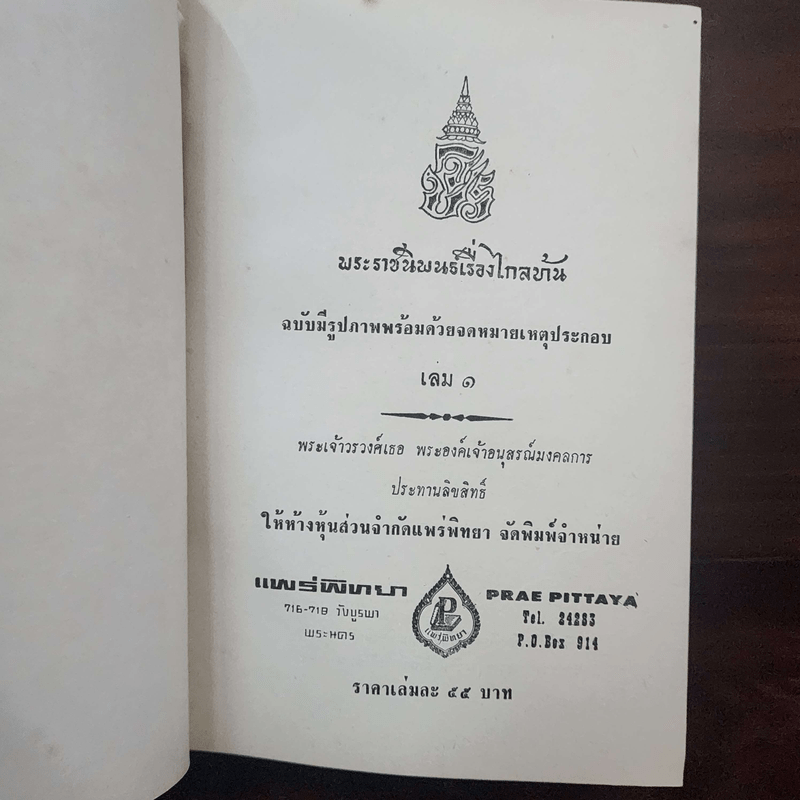 พระราชนิพนธ์เรื่องไกลบ้าน
ฉบับมีรูปภาพพร้อมด้วยจดหมายเหตุประกอบ
เล่ม ๑
พระเจ้าวรวงศ์เธอ พระองค์เจ้าอนุสรณ์มงคลการ
ประทานลิขสิทธิ์
ให้ห้างหุ้นส่วนจำกัดแพร่พิทยา จัดพิมพ์จำหน่าย
แพร่พิทยา
716-718 วังบูรพา
พระนคร
P
แพร่พิทยา
PRAE PITTAYA
Tel. 24283
P.O.Box 914
ราคาเล่มละ ๔๕ บาท